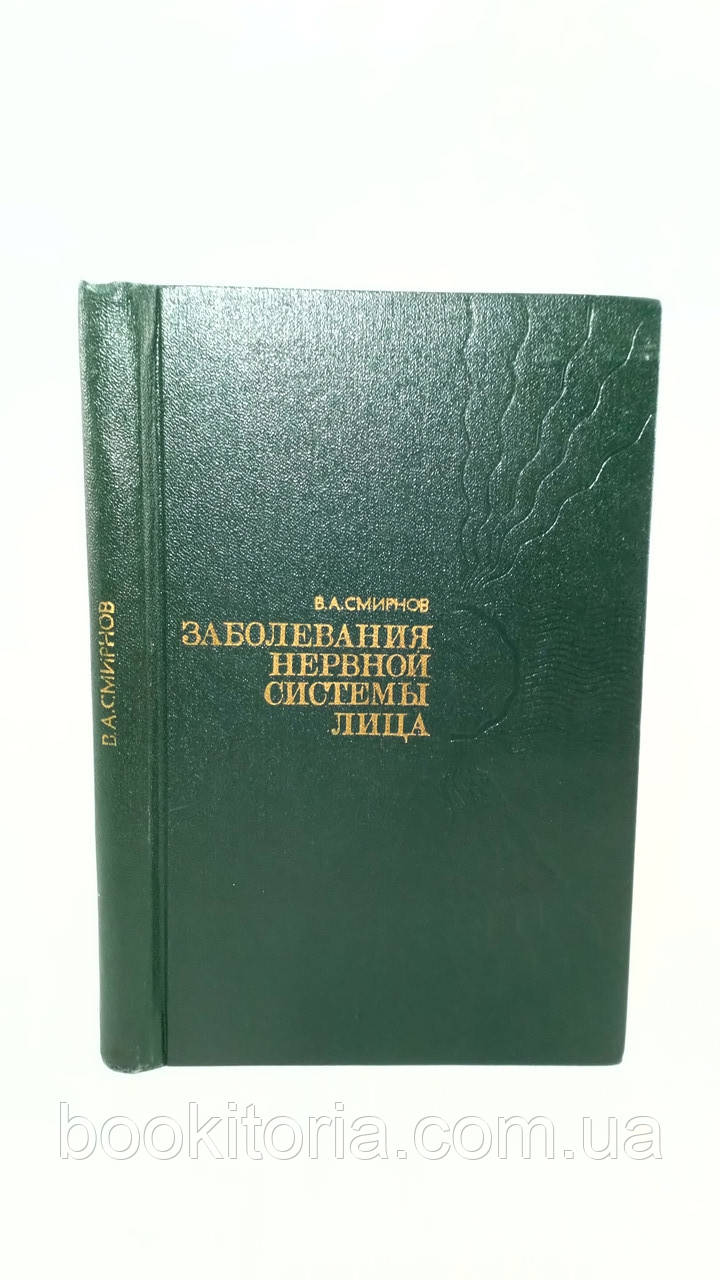 В.А.СМИРНОВ
В.А.СМИРНОВ
ЗАБОЛЕВАНИЯ
НЕРВНОЙ
СИСТЕМЫ
ЛИЦА
bookitoria.com.ua